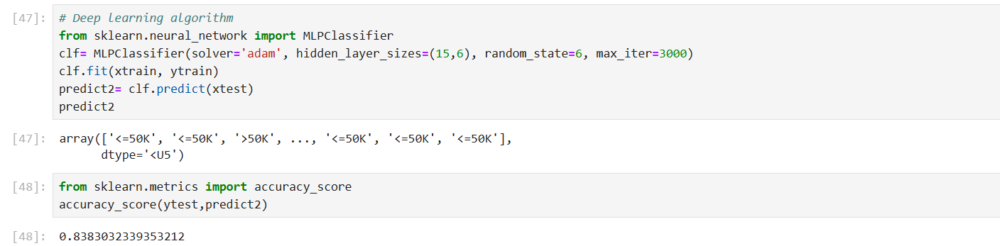 [47]: # Deep learning algorithm
from sklearn.neural_network import MLPClassifier
clf= MLPClassifier(solver='adam', hidden_layer_sizes=(15,6), random_state=6, max_iter=3000)
clf.fit(xtrain, ytrain)
predict2= clf.predict(xtest)
predict2
[47]: array(['<=50K', '<=50K', '>50K', ..., '<=50K', '<=50K', '<=50K'],
dtype='<U5')
[48]: from sklearn.metrics import accuracy_score
accuracy_score(ytest,predict2)
[48]: 0.8383032339353212